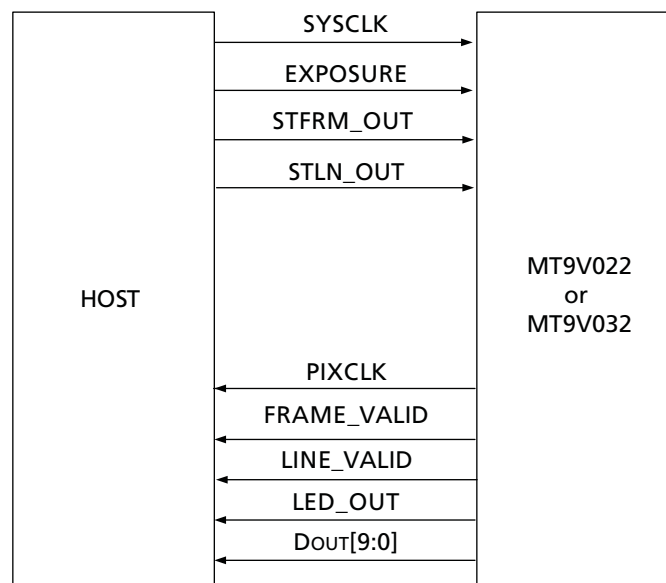 SYSCLK
EXPOSURE
STFRM_OUT
STLN_OUT
HOST
MT9V022
or
MT9V032
PIXCLK
FRAME_VALID
LINE_VALID
LED_OUT
DOUT[9:0]